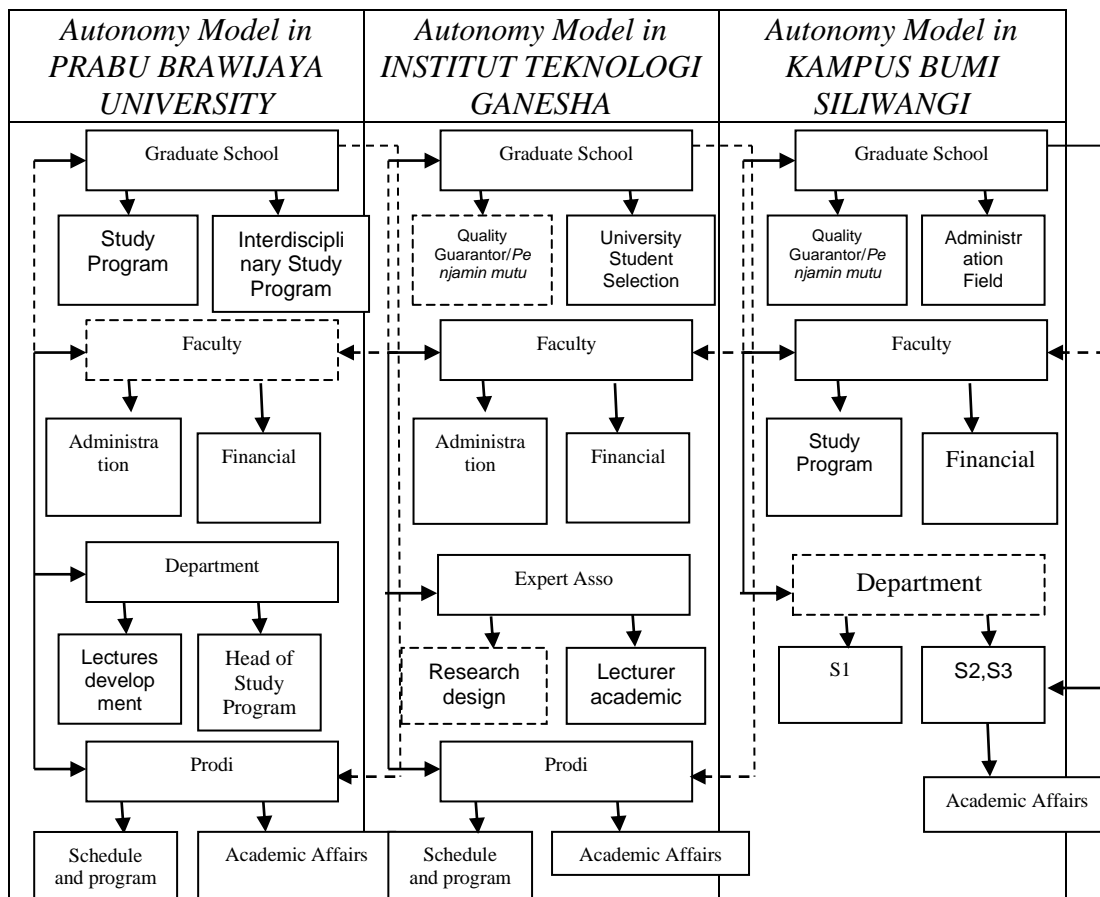 Autonomy Model in
PRABU BRAWIJAYA
UNIVERSITY
Autonomy Model in
INSTITUT TEKNOLOGI
GANESHA
Autonomy Model in
KAMPUS BUMI
SILIWANGI
Graduate School
Graduate School
Graduate School
Study
Program
Interdiscipli
nary Study
Program
Quality
Guarantor/Pe
njamin mutu
University
Student
Selection
Quality
Guarantor/Pe
njamin mutu
Administr
ation
Field
Faculty
Faculty
Faculty
Administra
tion
Financial
Administra
tion
Financial
Study
Program
Financial
Department
Expert Asso
Department
Lectures
develop
ment
Head of
Study
Program
Research
design
Lecturer
academic
S1
S2,S3
Prodi
Prodi
Academic Affairs
Schedule
and program
Academic Affairs
Schedule
and program
Academic Affairs